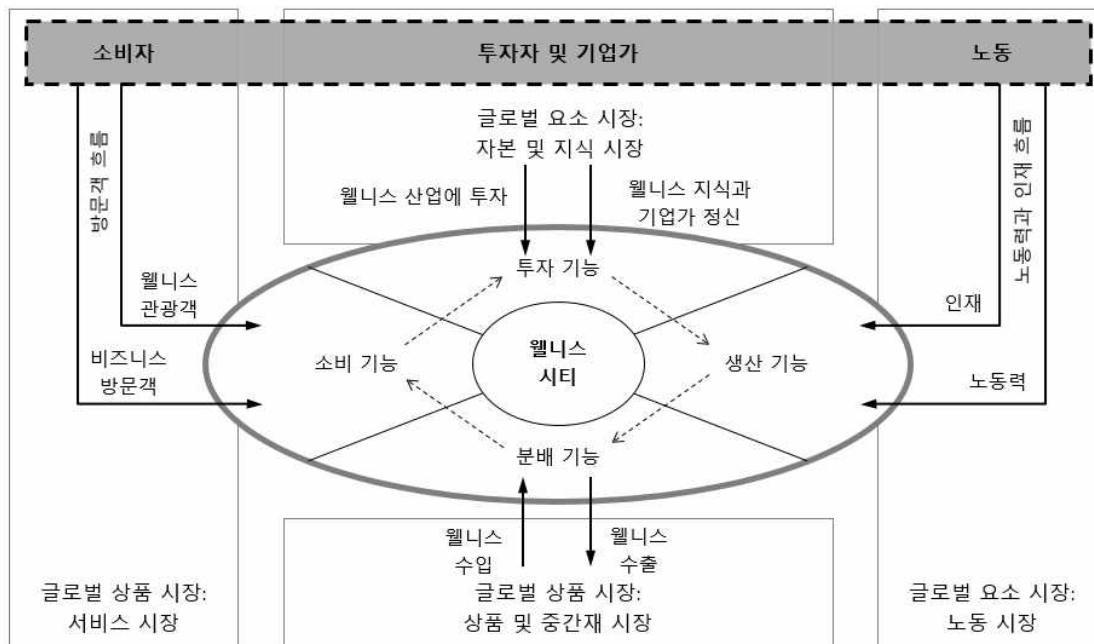 소비자
투자자 및 기업가
노동
글로벌 요소 시장:
자본 및 지식 시장
방문객 흐름
노동력과 인재 흐름
웰니스 산업에 투자
웰니스 지식과
기업가 정신
투자 기능
웰니스
관광객
인재
소비 기능
웰니스
시티
생산 기능
비즈니스
방문객
노동력
분배 기능
웰니스
수입
웰니스
수출
글로벌 상품 시장:
서비스 시장
글로벌 상품 시장:
상품 및 중간재 시장
글로벌 요소 시장:
노동 시장